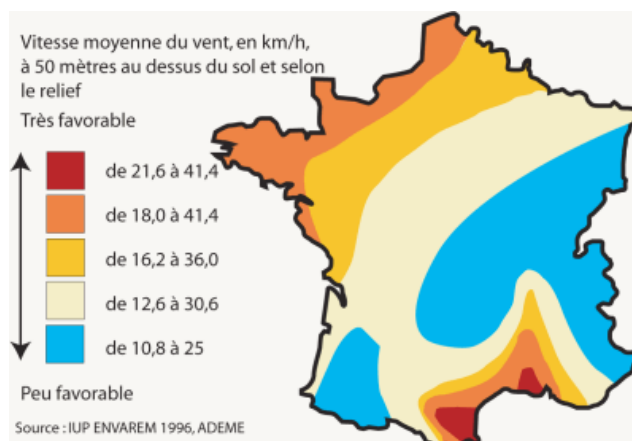 Vitesse moyenne du vent, en km/h,
à 50 mètres au dessus du sol et selon
le relief
Très favorable
de 21,6 à 41,4
de 18,0 à 41,4
de 16,2 à 36,0
de 12,6 à 30,6
de 10,8 à 25
Peu favorable
Source : IUP ENVAREM 1996, ADEME